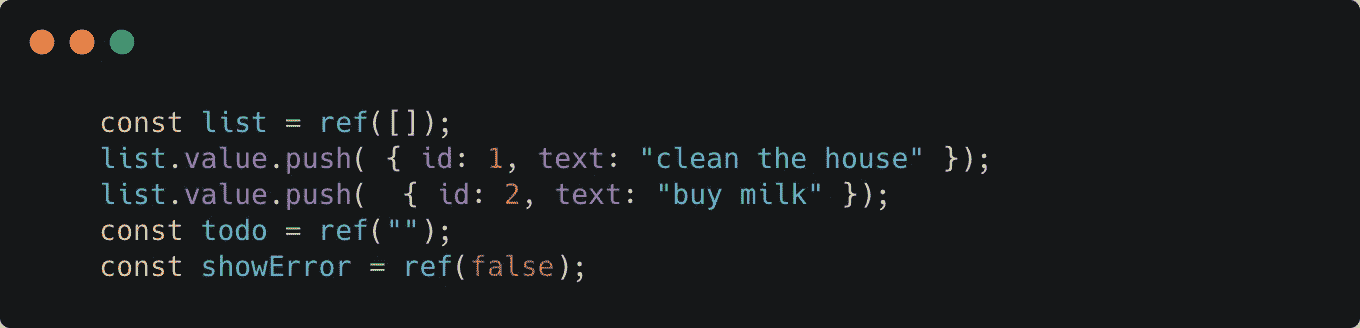 const list = ref([]);
list.value.push( { id: 1, text: "clean the house" });
list.value.push(  { id: 2, text: "buy milk" });
const todo = ref("");
const showError = ref(false);